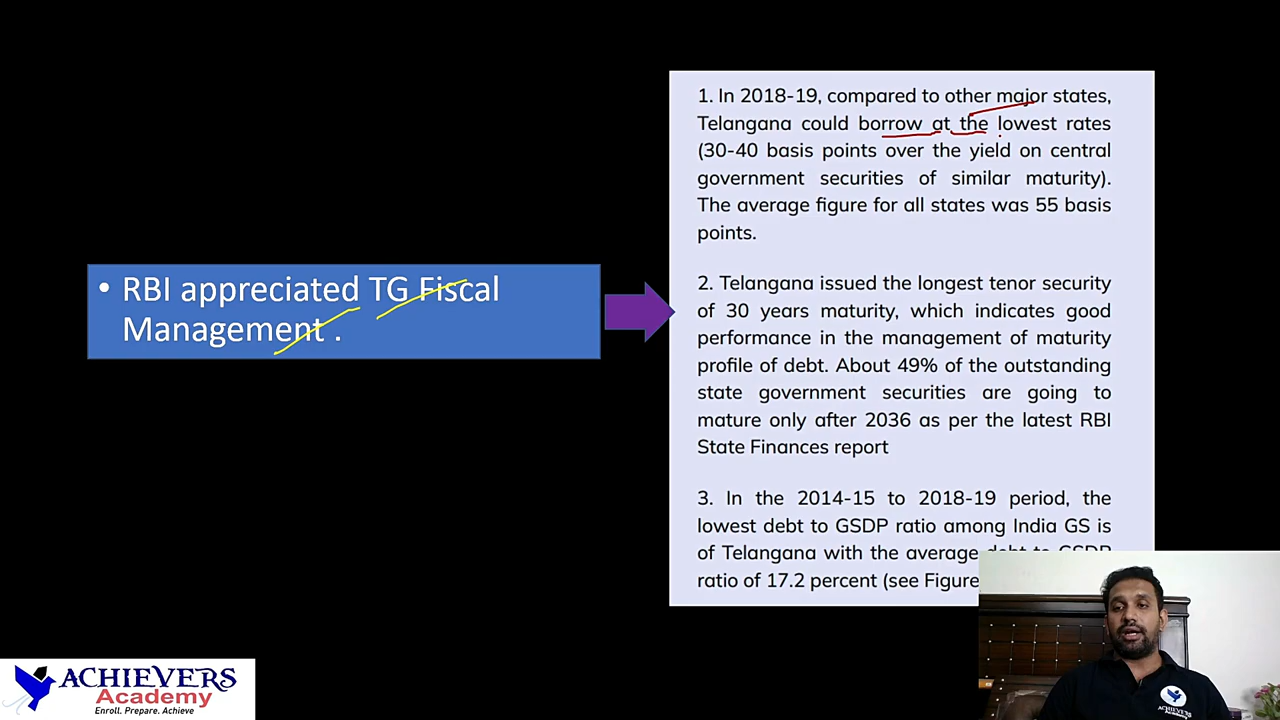 • RBI appreciated TG Fiscal
Management .
1. In 2018-19, compared to other major states,
Telangana could borrow at the lowest rates
(30-40 basis points over the yield on central
government securities of similar maturity).
The average figure for all states was 55 basis
points.
2. Telangana issued the longest tenor security
of 30 years maturity, which indicates good
performance in the management of maturity
profile of debt. About 49% of the outstanding
state government securities are going to
mature only after 2036 as per the latest RBI
State Finances report
3. In the 2014-15 to 2018-19 period, the
lowest debt to GSDP ratio among India GS is
of Telangana with the average debt to GSDP
ratio of 17.2 percent (see Figure
ACHIEVERS
Academy
Enroll. Prepare. Achieve
ACHIEVERS